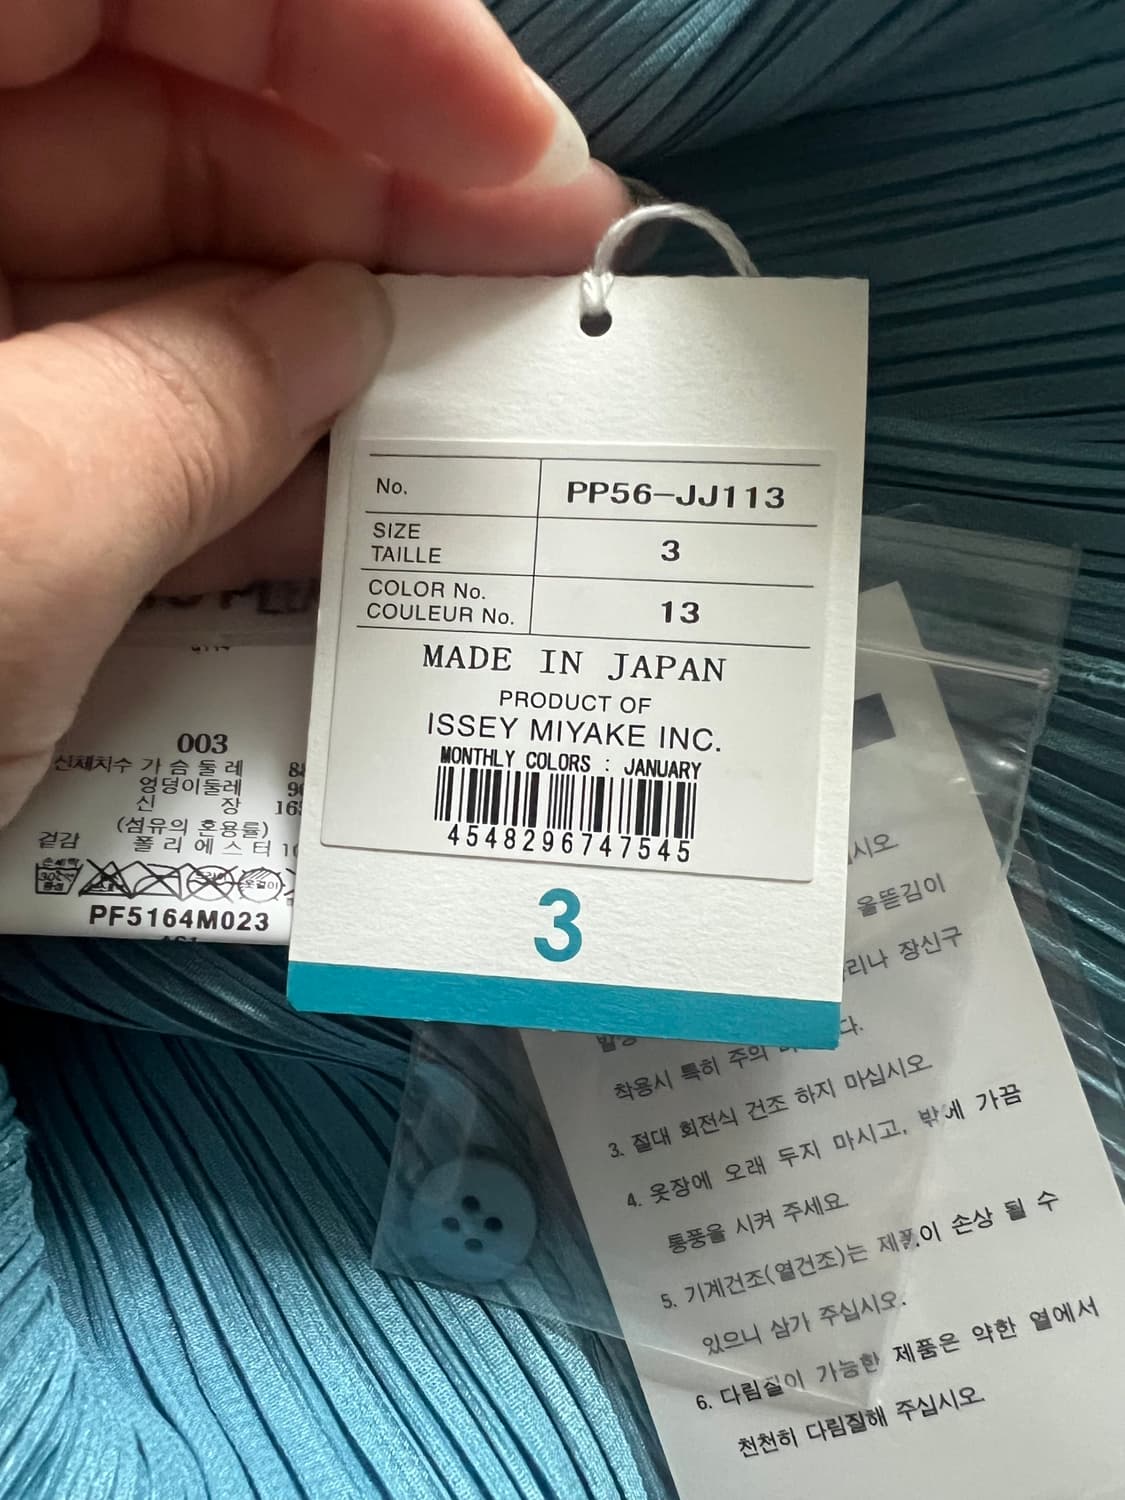 No. PP56-JJ113
SIZE
TAILLE
3
COLOR No.
COULEUR No.
13
MADE IN JAPAN
PRODUCT OF
ISSEY MIYAKE INC.
MONTHLY COLORS : JANUARY
4548296747545
3
003
신체치수 가 슴 둘 레
엉덩이둘레
신 장
(섬유의 혼용률)
겉감 폴 리 에 스 터
PF5164M023
올뜯김이
장신구
착용시 특히 주의
3. 절대 회전식 건조 하지 마십시오
4. 옷장에 오래 두지 마시고, 밖에 가끔
통풍을 시켜 주세요
5. 기계건조(열건조)는 제품이 손상 될 수
있으니 삼가 주십시오.
6. 다림질이 가능한 제품은 약한 열에서
천천히 다림질해 주십시오